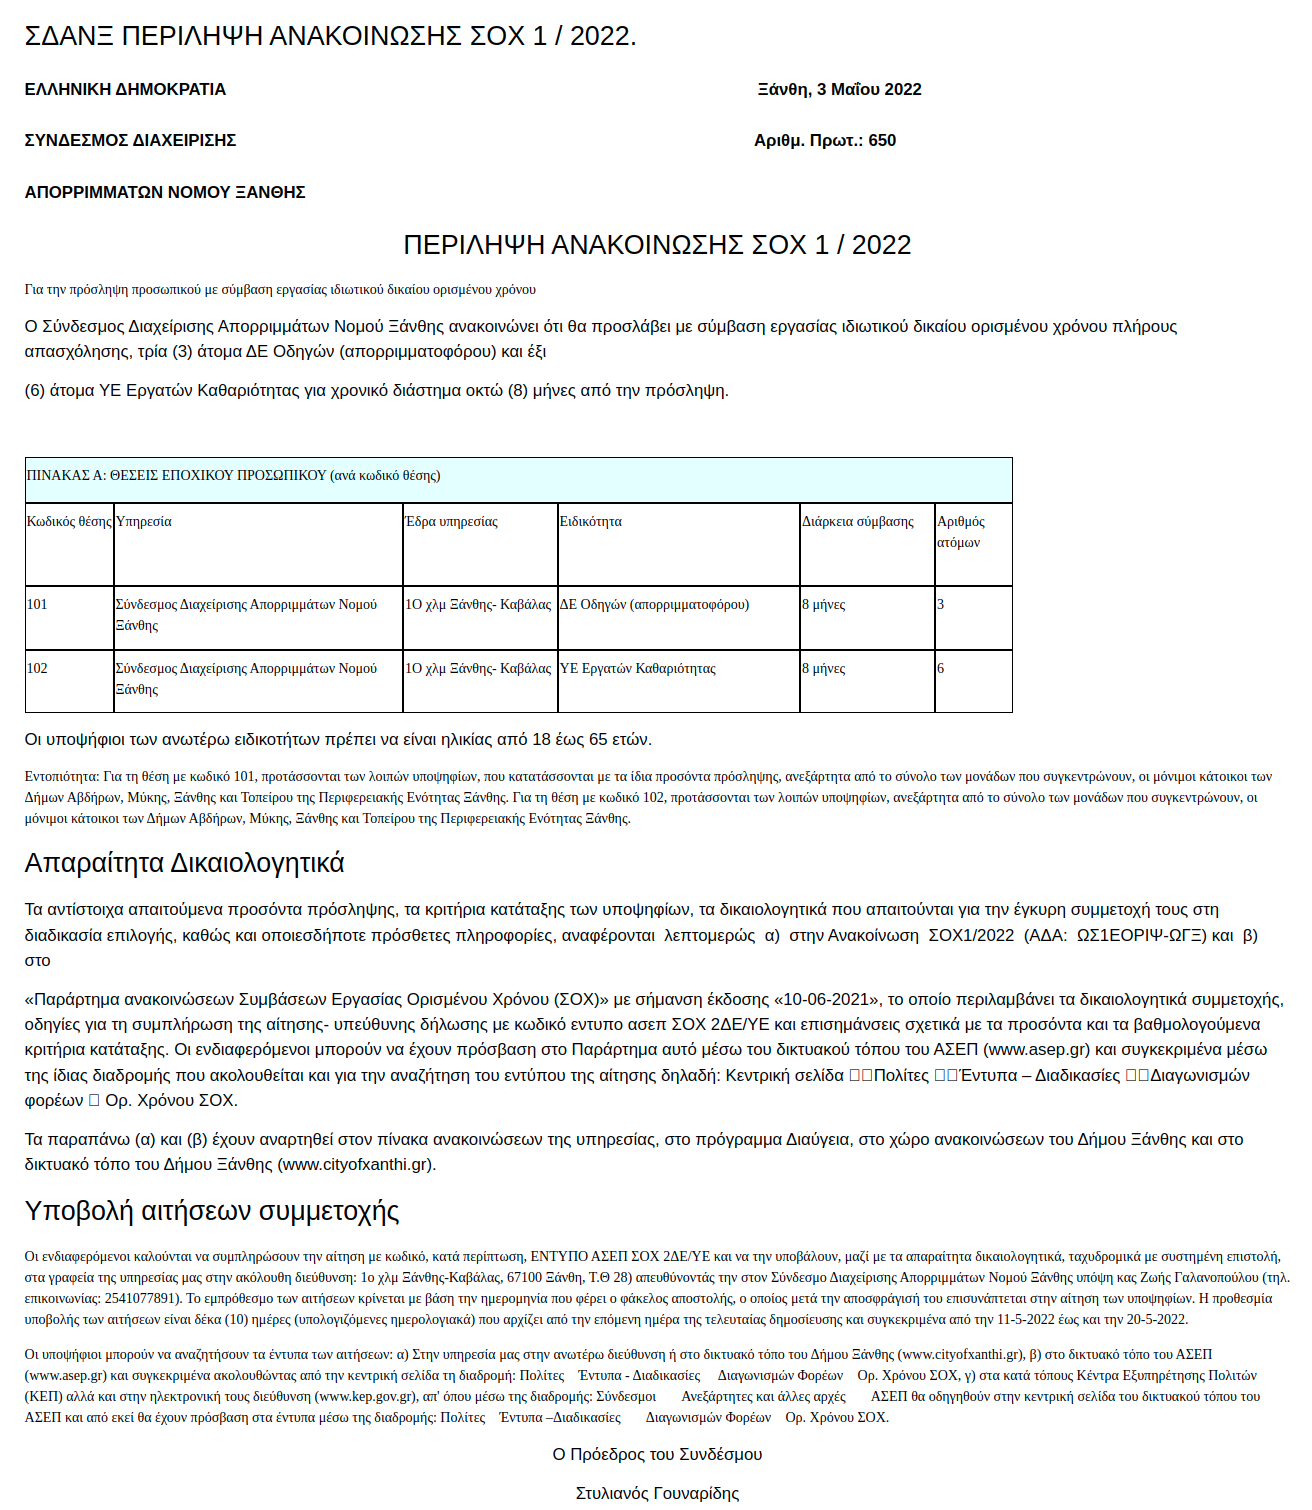 ΣΔΑΝΞ ΠΕΡΙΛΗΨΗ ΑΝΑΚΟΙΝΩΣΗΣ ΣΟΧ 1 / 2022.
ΕΛΛΗΝΙΚΗ ΔΗΜΟΚΡΑΤΙΑ Ξάνθη, 3 Μαΐου 2022
ΣΥΝΔΕΣΜΟΣ ΔΙΑΧΕΙΡΙΣΗΣ Αριθμ. Πρωτ.: 650
ΑΠΟΡΡΙΜΜΑΤΩΝ ΝΟΜΟΥ ΞΑΝΘΗΣ
ΠΕΡΙΛΗΨΗ ΑΝΑΚΟΙΝΩΣΗΣ ΣΟΧ 1 / 2022
Για την πρόσληψη προσωπικού με σύμβαση εργασίας ιδιωτικού δικαίου ορισμένου χρόνου
Ο Σύνδεσμος Διαχείρισης Απορριμμάτων Νομού Ξάνθης ανακοινώνει ότι θα προσλάβει με σύμβαση εργασίας ιδιωτικού δικαίου ορισμένου χρόνου πλήρους
απασχόλησης, τρία (3) άτομα ΔΕ Οδηγών (απορριμματοφόρου) και έξι
(6) άτομα ΥΕ Εργατών Καθαριότητας για χρονικό διάστημα οκτώ (8) μήνες από την πρόσληψη.
ΠΙΝΑΚΑΣ Α: ΘΕΣΕΙΣ ΕΠΟΧΙΚΟΥ ΠΡΟΣΩΠΙΚΟΥ (ανά κωδικό θέσης)
Κωδικός θέσης Υπηρεσία Έδρα υπηρεσίας Ειδικότητα Διάρκεια σύμβασης Αριθμός
ατόμων
101 Σύνδεσμος Διαχείρισης Απορριμμάτων Νομού 1Ο χλμ Ξάνθης- Καβάλας ΔΕ Οδηγών (απορριμματοφόρου) 8 μήνες 3
Ξάνθης
102 Σύνδεσμος Διαχείρισης Απορριμμάτων Νομού 1Ο χλμ Ξάνθης- Καβάλας ΥΕ Εργατών Καθαριότητας 8 μήνες 6
Ξάνθης
Οι υποψήφιοι των ανωτέρω ειδικοτήτων πρέπει να είναι ηλικίας από 18 έως 65 ετών.
Εντοπιότητα: Για τη θέση με κωδικό 101, προτάσσονται των λοιπών υποψηφίων, που κατατάσσονται με τα ίδια προσόντα πρόσληψης, ανεξάρτητα από το σύνολο των μονάδων που συγκεντρώνουν, οι μόνιμοι κάτοικοι των
Δήμων Αβδήρων, Μύκης, Ξάνθης και Τοπείρου της Περιφερειακής Ενότητας Ξάνθης. Για τη θέση με κωδικό 102, προτάσσονται των λοιπών υποψηφίων, ανεξάρτητα από το σύνολο των μονάδων που συγκεντρώνουν, οι
μόνιμοι κάτοικοι των Δήμων Αβδήρων, Μύκης, Ξάνθης και Τοπείρου της Περιφερειακής Ενότητας Ξάνθης.
Απαραίτητα Δικαιολογητικά
Τα αντίστοιχα απαιτούμενα προσόντα πρόσληψης, τα κριτήρια κατάταξης των υποψηφίων, τα δικαιολογητικά που απαιτούνται για την έγκυρη συμμετοχή τους στη
διαδικασία επιλογής, καθώς και οποιεσδήποτε πρόσθετες πληροφορίες, αναφέρονται λεπτομερώς α) στην Ανακοίνωση ΣΟΧ1/2022 (ΑΔΑ: ΩΣ1ΕΟΡΙΨ-ΩΓΞ) και β)
στο
«Παράρτημα ανακοινώσεων Συμβάσεων Εργασίας Ορισμένου Χρόνου (ΣΟΧ)» με σήμανση έκδοσης «10-06-2021», το οποίο περιλαμβάνει τα δικαιολογητικά συμμετοχής,
οδηγίες για τη συμπλήρωση της αίτησης- υπεύθυνης δήλωσης με κωδικό εντυπο ασεπ ΣΟΧ 2ΔΕ/ΥΕ και επισημάνσεις σχετικά με τα προσόντα και τα βαθμολογούμενα
κριτήρια κατάταξης. Οι ενδιαφερόμενοι μπορούν να έχουν πρόσβαση στο Παράρτημα αυτό μέσω του δικτυακού τόπου του ΑΣΕΠ (www.asep.gr) και συγκεκριμένα μέσω
της ίδιας διαδρομής που ακολουθείται και για την αναζήτηση του εντύπου της αίτησης δηλαδή: Κεντρική σελίδα Πολίτες Έντυπα – Διαδικασίες Διαγωνισμών
φορέων Ορ. Χρόνου ΣΟΧ.
Τα παραπάνω (α) και (β) έχουν αναρτηθεί στον πίνακα ανακοινώσεων της υπηρεσίας, στο πρόγραμμα Διαύγεια, στο χώρο ανακοινώσεων του Δήμου Ξάνθης και στο
δικτυακό τόπο του Δήμου Ξάνθης (www.cityofxanthi.gr).
Υποβολή αιτήσεων συμμετοχής
Οι ενδιαφερόμενοι καλούνται να συμπληρώσουν την αίτηση με κωδικό, κατά περίπτωση, ΕΝΤΥΠΟ ΑΣΕΠ ΣΟΧ 2ΔΕ/ΥΕ και να την υποβάλουν, μαζί με τα απαραίτητα δικαιολογητικά, ταχυδρομικά με συστημένη επιστολή,
στα γραφεία της υπηρεσίας μας στην ακόλουθη διεύθυνση: 1ο χλμ Ξάνθης-Καβάλας, 67100 Ξάνθη, Τ.Θ 28) απευθύνοντάς την στον Σύνδεσμο Διαχείρισης Απορριμμάτων Νομού Ξάνθης υπόψη κας Ζωής Γαλανοπούλου (τηλ.
επικοινωνίας: 2541077891). Το εμπρόθεσμο των αιτήσεων κρίνεται με βάση την ημερομηνία που φέρει ο φάκελος αποστολής, ο οποίος μετά την αποσφράγισή του επισυνάπτεται στην αίτηση των υποψηφίων. Η προθεσμία
υποβολής των αιτήσεων είναι δέκα (10) ημέρες (υπολογιζόμενες ημερολογιακά) που αρχίζει από την επόμενη ημέρα της τελευταίας δημοσίευσης και συγκεκριμένα από την 11-5-2022 έως και την 20-5-2022.
Οι υποψήφιοι μπορούν να αναζητήσουν τα έντυπα των αιτήσεων: α) Στην υπηρεσία μας στην ανωτέρω διεύθυνση ή στο δικτυακό τόπο του Δήμου Ξάνθης (www.cityofxanthi.gr), β) στο δικτυακό τόπο του ΑΣΕΠ
(www.asep.gr) και συγκεκριμένα ακολουθώντας από την κεντρική σελίδα τη διαδρομή: Πολίτες Έντυπα - Διαδικασίες Διαγωνισμών Φορέων Ορ. Χρόνου ΣΟΧ, γ) στα κατά τόπους Κέντρα Εξυπηρέτησης Πολιτών
(ΚΕΠ) αλλά και στην ηλεκτρονική τους διεύθυνση (www.kep.gov.gr), απ' όπου μέσω της διαδρομής: Σύνδεσμοι Ανεξάρτητες και άλλες αρχές ΑΣΕΠ θα οδηγηθούν στην κεντρική σελίδα του δικτυακού τόπου του
ΑΣΕΠ και από εκεί θα έχουν πρόσβαση στα έντυπα μέσω της διαδρομής: Πολίτες Έντυπα –Διαδικασίες Διαγωνισμών Φορέων Ορ. Χρόνου ΣΟΧ.
Ο Πρόεδρος του Συνδέσμου
Στυλιανός Γουναρίδης